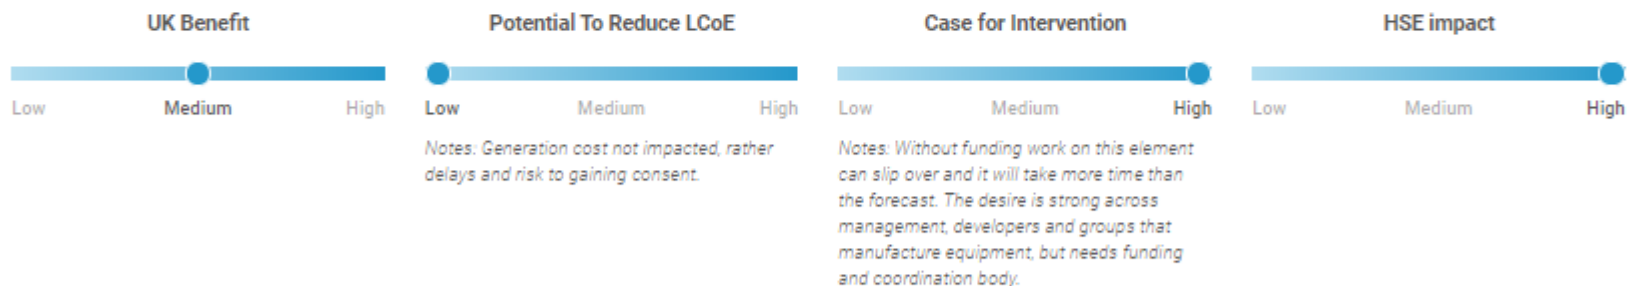 UK Benefit
Low Medium High
Potential To Reduce LCoE
Low Medium High
Notes: Generation cost not impacted, rather
delays and risk to gaining consent.
Case for Intervention
Low Medium High
Notes: Without funding work on this element
can slip over and it will take more time than
the forecast. The desire is strong across
management, developers and groups that
manufacture equipment, but needs funding
and coordination body.
HSE impact
Low Medium High